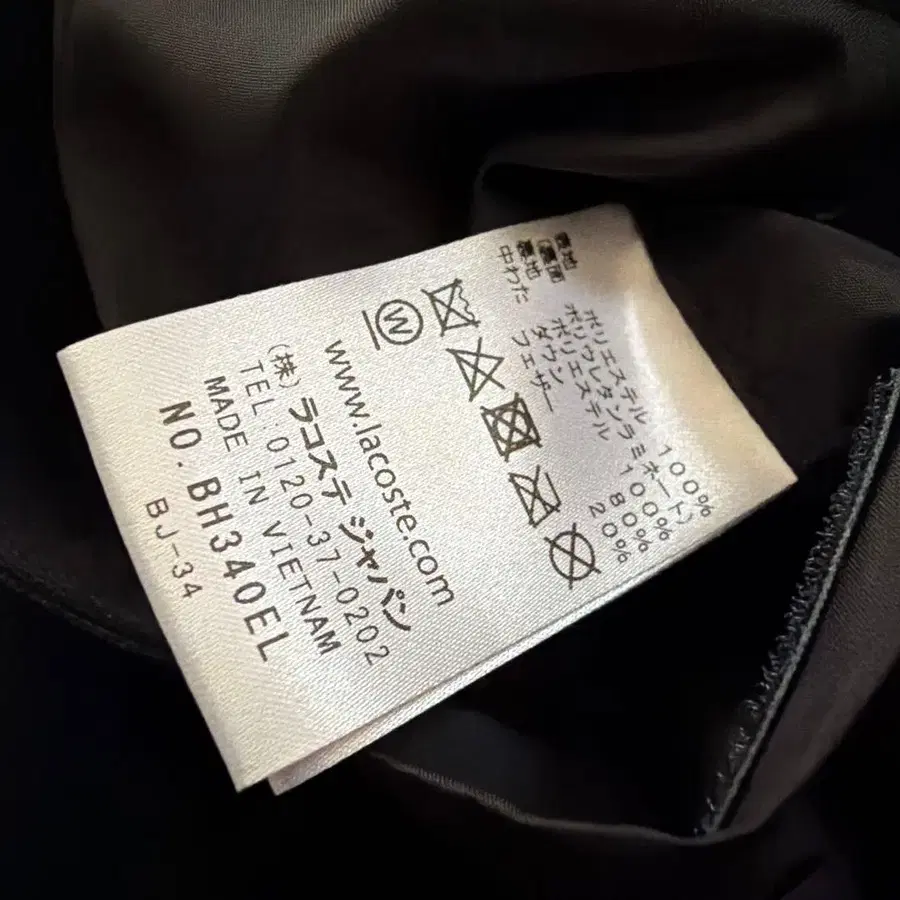 表地 ポリエステル 100%
(裏面 ポリウレタンラミネート)
裏地 ポリエステル 100%
中わた ダウン 80%
フェザー 20%
W
www.lacoste.com
(株) ラコステ ジャパン
TEL:0120-37-0202
MADE IN VIETNAM
NO. BH340EL
BJ-34